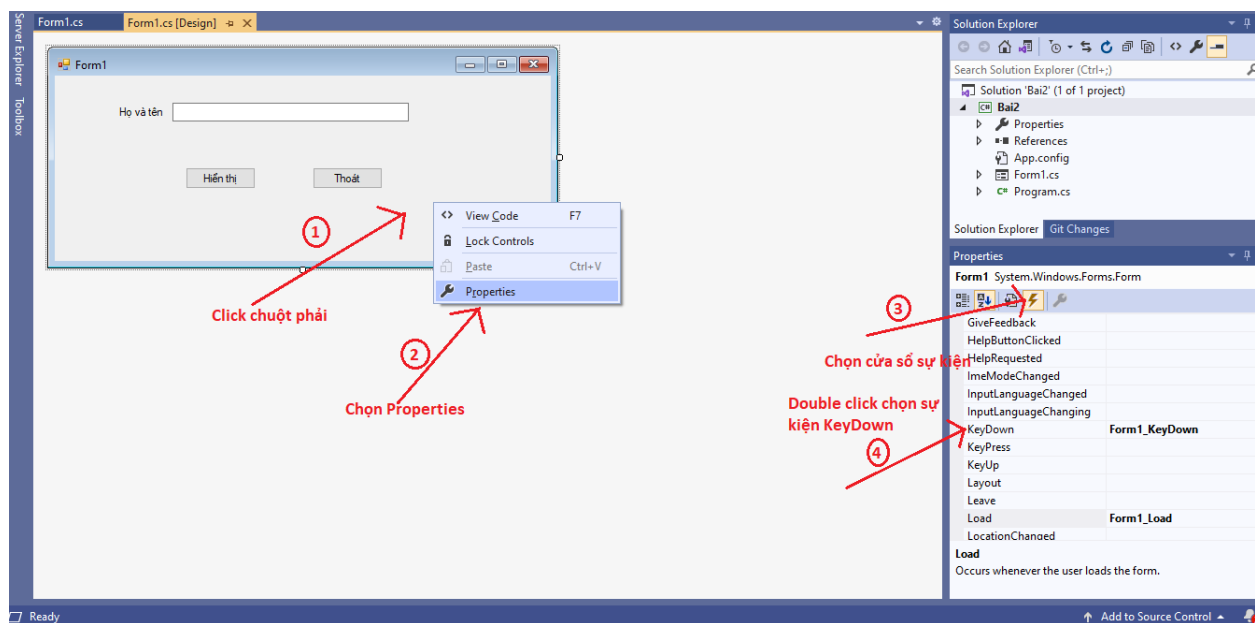 Server Explorer
Toolbox
Form1.cs
Form1.cs [Design]
Form1
Họ và tên
Hiển thị
Thoát
View Code F7
Lock Controls
Paste Ctrl+V
Properties
1
Click chuột phải
2
Chọn Properties
Solution Explorer
Search Solution Explorer (Ctrl+;)
Solution 'Bai2' (1 of 1 project)
C# Bai2
Properties
References
App.config
Form1.cs
C# Program.cs
Solution Explorer Git Changes
Properties
Form1 System.Windows.Forms.Form
3
Chọn cửa sổ sự kiện
Double click chọn sự
kiện KeyDown
4
GiveFeedback
HelpButtonClicked
HelpRequested
ImeModeChanged
InputLanguageChanged
InputLanguageChanging
KeyDown Form1_KeyDown
KeyPress
KeyUp
Layout
Leave
Load Form1_Load
LocationChanged
Load
Occurs whenever the user loads the form.
Ready
Add to Source Control